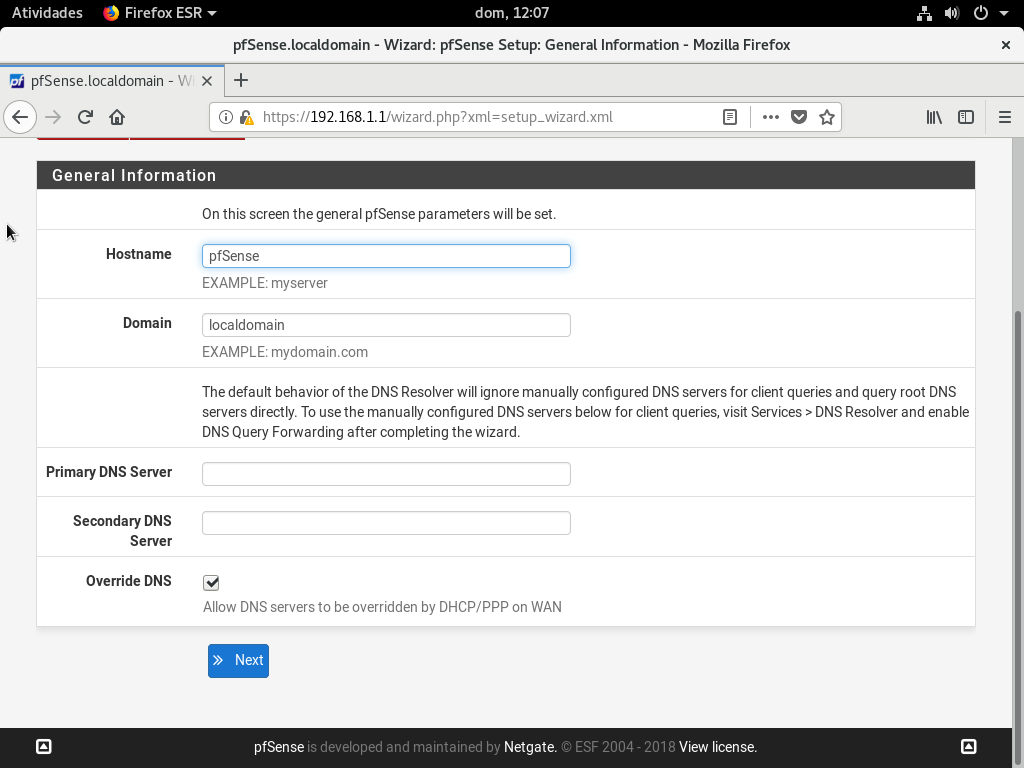 Atividades Firefox ESR dom, 12:07
pfSense.localdomain - Wizard: pfSense Setup: General Information - Mozilla Firefox
pfSense.localdomain - Wi
https://192.168.1.1/wizard.php?xml=setup_wizard.xml
General Information
On this screen the general pfSense parameters will be set.
Hostname pfSense
EXAMPLE: myserver
Domain localdomain
EXAMPLE: mydomain.com
The default behavior of the DNS Resolver will ignore manually configured DNS servers for client queries and query root DNS
servers directly. To use the manually configured DNS servers below for client queries, visit Services > DNS Resolver and enable
DNS Query Forwarding after completing the wizard.
Primary DNS Server
Secondary DNS
Server
Override DNS
Allow DNS servers to be overridden by DHCP/PPP on WAN
Next
pfSense is developed and maintained by Netgate. © ESF 2004 - 2018 View license.